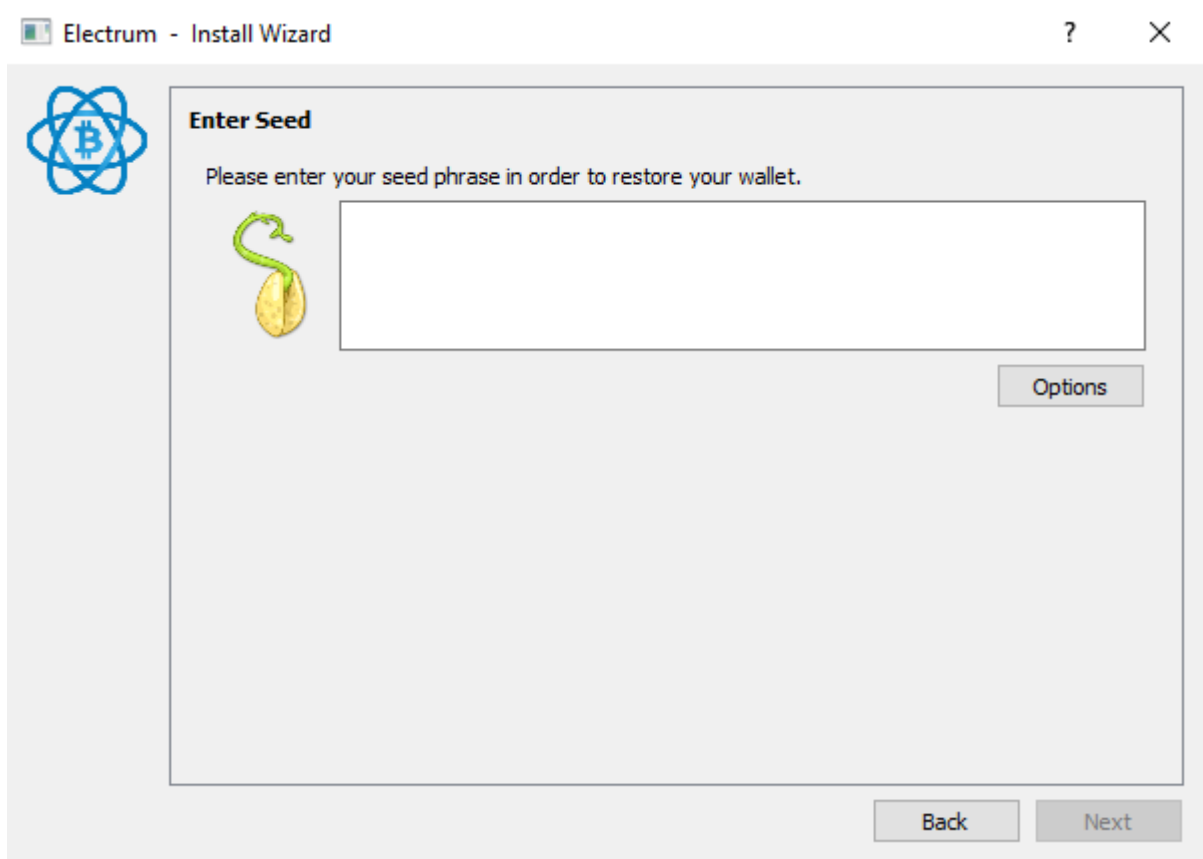 Electrum - Install Wizard
Enter Seed
Please enter your seed phrase in order to restore your wallet.
Options
Back
Next